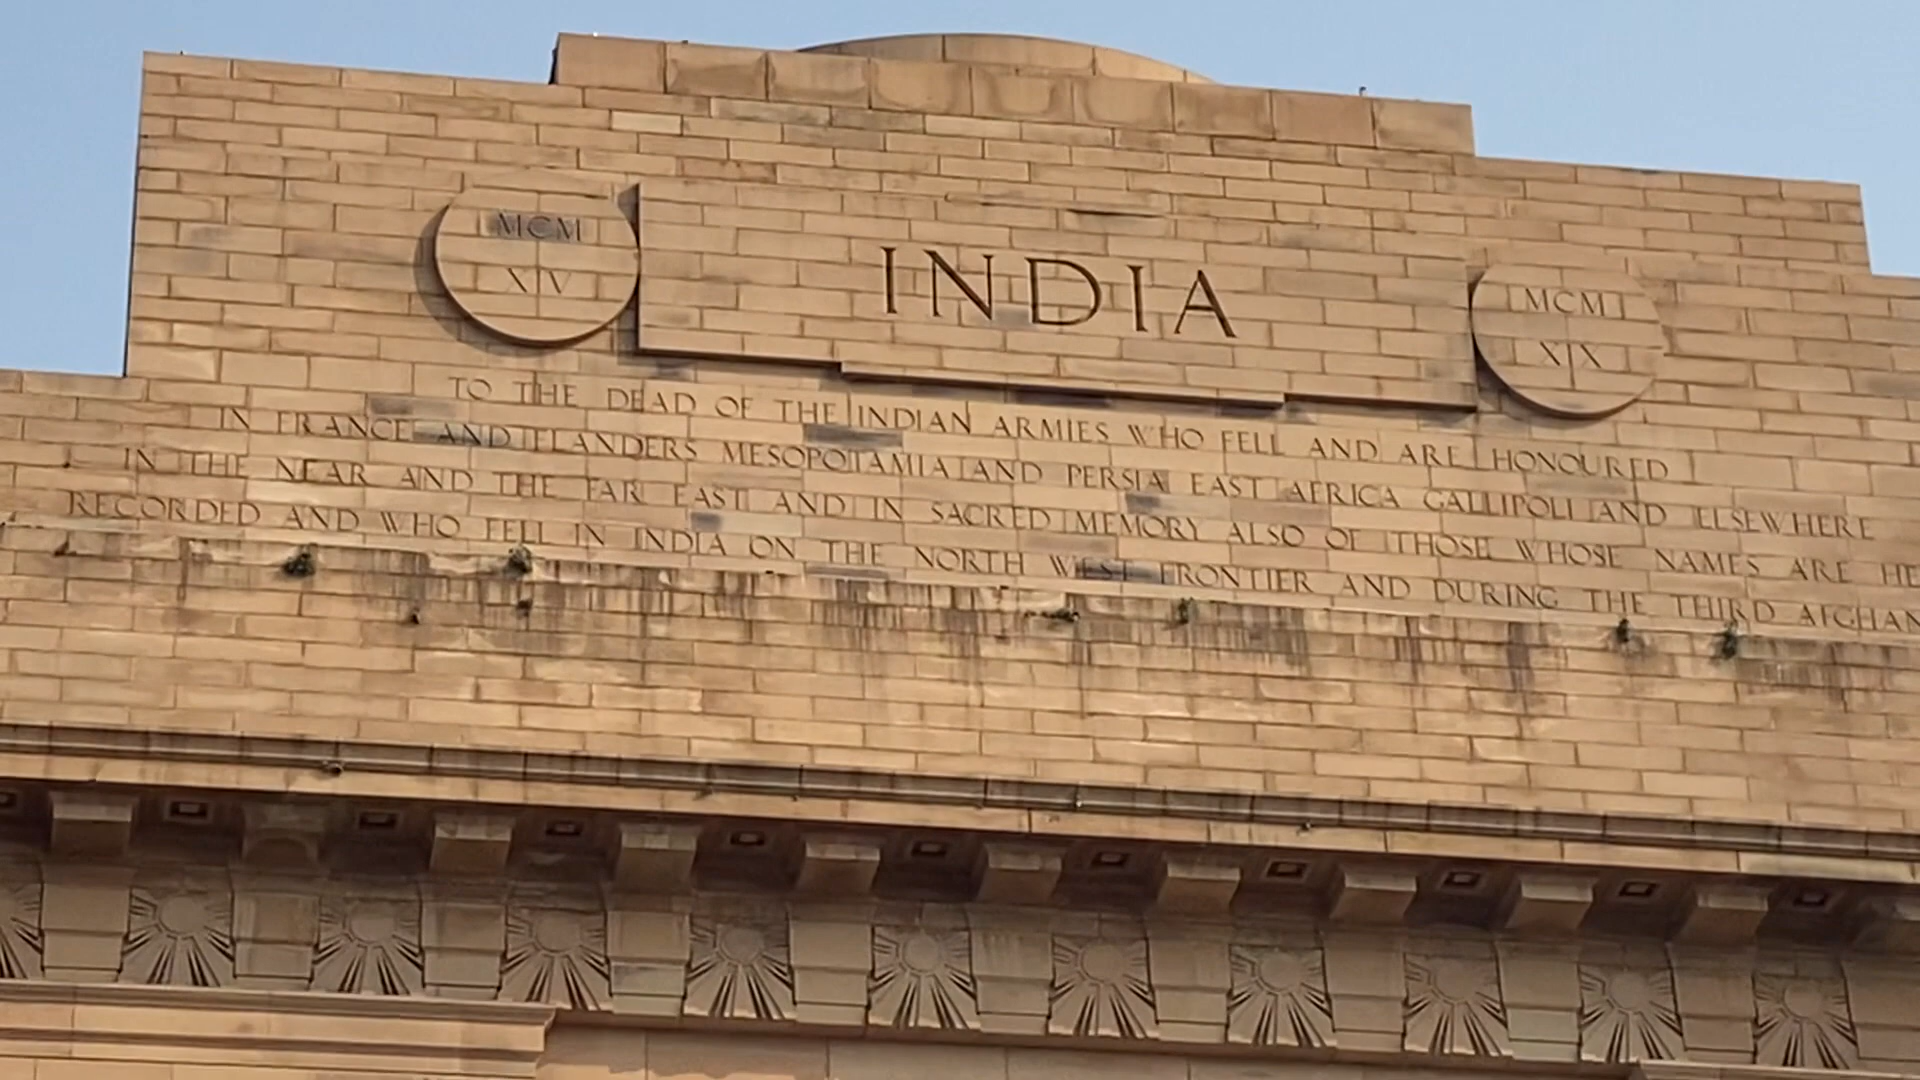 MCM
XIV
INDIA
MCM
XIX
TO THE DEAD OF THE INDIAN ARMIES WHO FELL AND ARE HONOURED
IN FRANCE AND FLANDERS MESOPOTAMIA AND PERSIA EAST AFRICA GALLIPOLI AND ELSEWHERE
IN THE NEAR AND THE FAR EAST AND IN SACRED MEMORY ALSO OF THOSE WHOSE NAMES ARE HE
RECORDED AND WHO FELL IN INDIA ON THE NORTH WEST FRONTIER AND DURING THE THIRD AFGHAN